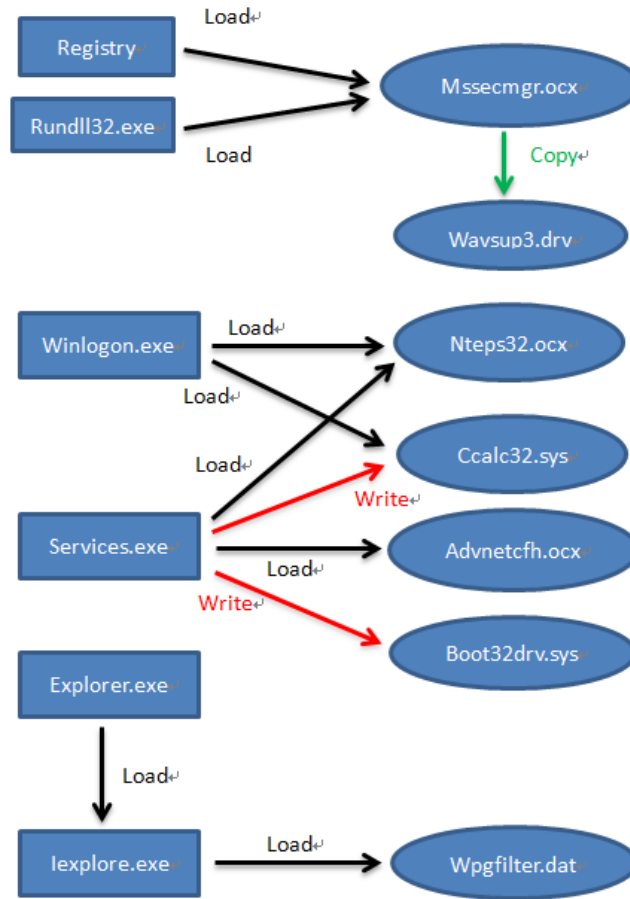 Load
Registry
Mssecmgr.ocx
Rundll32.exe
Load
Copy
Wavsup3.drv
Load
Winlogon.exe
Nteps32.ocx
Load
Load
Ccalc32.sys
Write
Services.exe
Advnetcfh.ocx
Load
Write
Boot32drv.sys
Explorer.exe
Load
Load
Iexplore.exe
Wpgfilter.dat